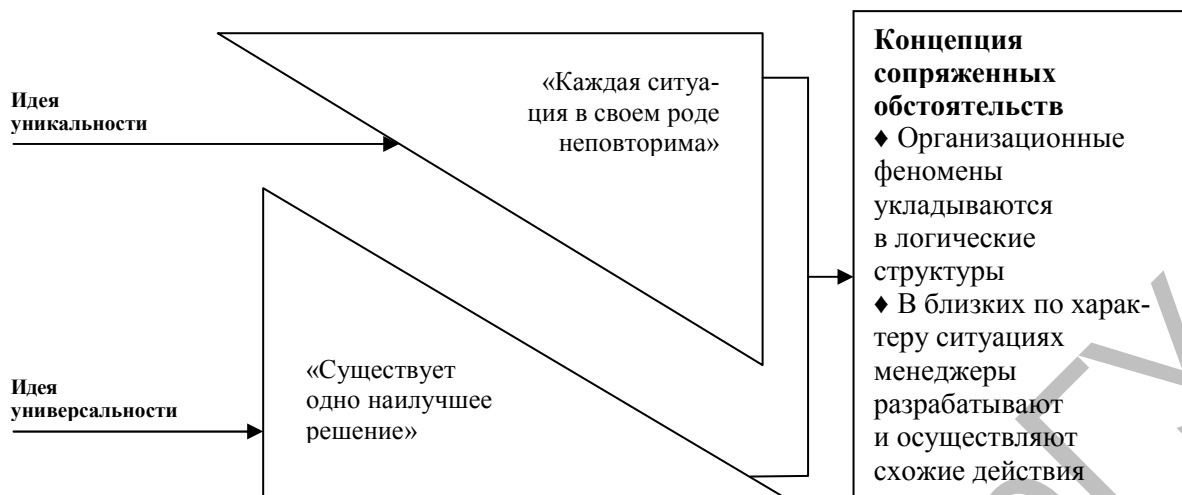 Идея
уникальности
«Каждая ситуа-
ция в своем роде
неповторима»
Идея
универсальности
«Существует
одно наилучшее
решение»
Концепция
сопряженных
обстоятельств
♦ Организационные
феномены
укладываются
в логические
структуры
♦ В близких по харак-
теру ситуациях
менеджеры
разрабатывают
и осуществляют
схожие действия